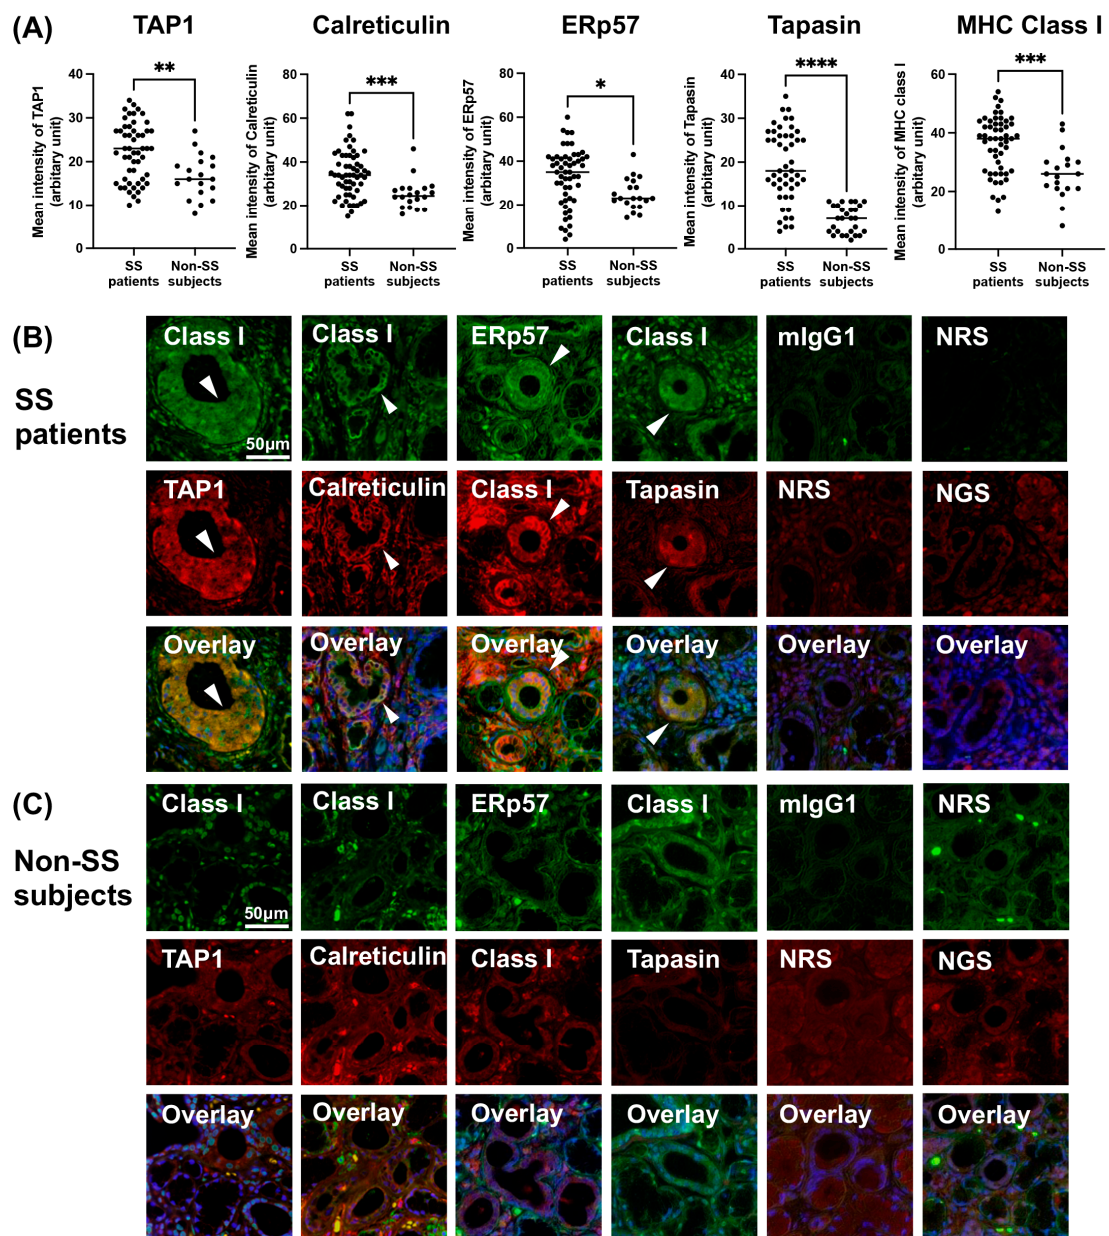 (A)
TAP1
Calreticulin
ERp57
Tapasin
MHC Class I
Mean intensity of TAP1
(arbitary unit)
40
30
20
10
0
**
SS
patients
Non-SS
subjects
Mean intensity of Calreticulin
(arbitary unit)
80
60
40
20
0
***
SS
patients
Non-SS
subjects
Mean intensity of ERp57
(arbitary unit)
80
60
40
20
0
*
SS
patients
Non-SS
subjects
Mean intensity of Tapasin
(arbitary unit)
40
30
20
10
0
****
SS
patients
Non-SS
subjects
Mean intensity of MHC class I
(arbitary unit)
60
40
20
0
***
SS
patients
Non-SS
subjects
(B)
SS
patients
Class I
Class I
ERp57
Class I
mIgG1
NRS
50μm
TAP1
Calreticulin
Class I
Tapasin
NRS
NGS
Overlay
Overlay
Overlay
Overlay
Overlay
Overlay
(C)
Non-SS
subjects
Class I
Class I
ERp57
Class I
mIgG1
NRS
50μm
TAP1
Calreticulin
Class I
Tapasin
NRS
NGS
Overlay
Overlay
Overlay
Overlay
Overlay
Overlay